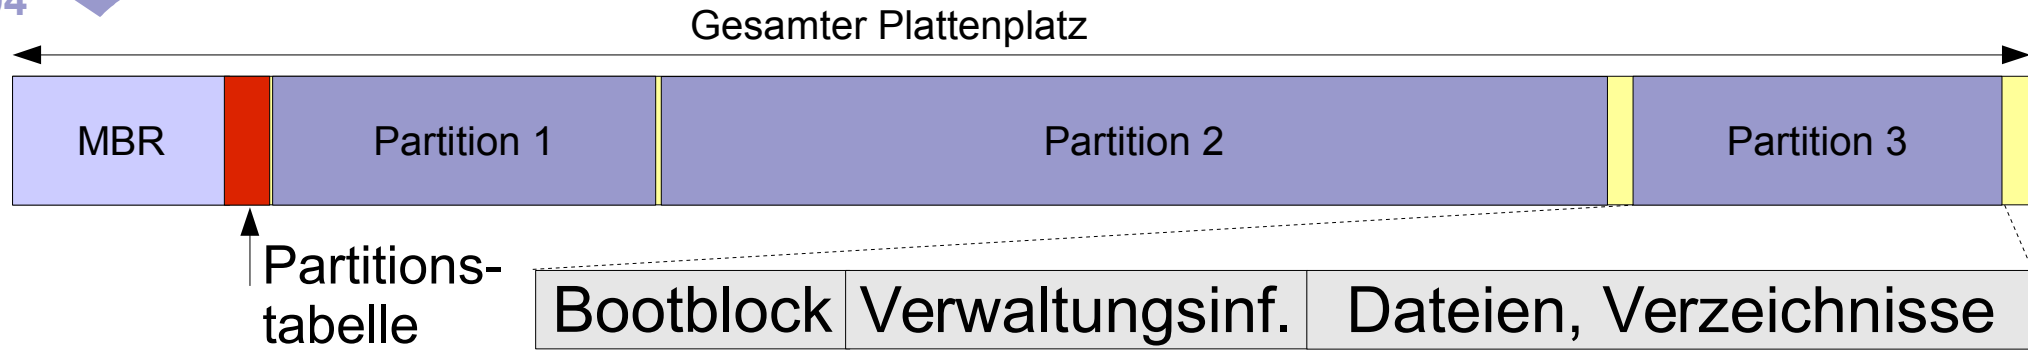 Gesamter Plattenplatz
MBR
Partition 1
Partition 2
Partition 3
Partitions-
tabelle
Bootblock
Verwaltungsinf.
Dateien, Verzeichnisse